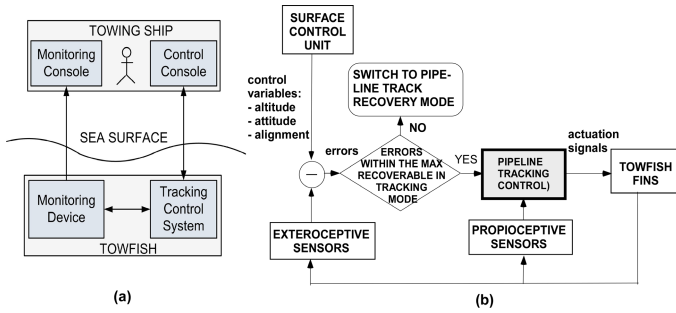 TOWING SHIP
Monitoring
Console
Control
Console
SEA SURFACE
Monitoring
Device
Tracking
Control
System
TOWFISH
(a)
SURFACE
CONTROL
UNIT
control
variables:
- altitude
- attitude
- alignment
SWITCH TO PIPE-
LINE TRACK
RECOVERY MODE
NO
errors
ERRORS
WITHIN THE MAX
RECOVERABLE IN
TRACKING
MODE
YES
PIPELINE
TRACKING
CONTROL)
actuation
signals
TOWFISH
FINS
EXTEROCEPTIVE
SENSORS
PROPIOCEPTIVE
SENSORS
(b)